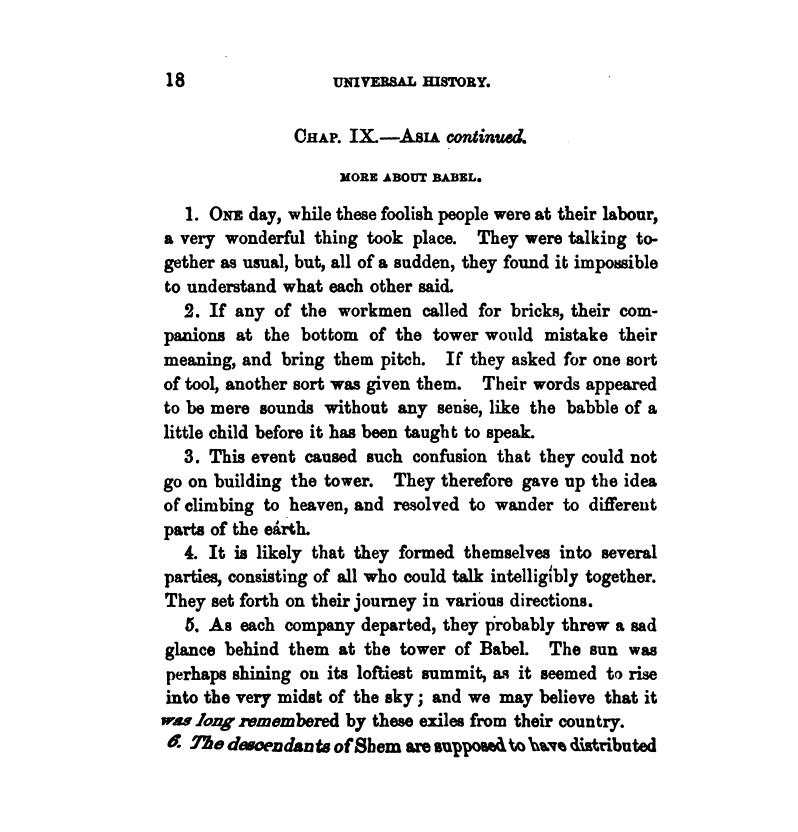 18 UNIVERSAL HISTORY.
CHAP. IX.—ASIA continued.
MORE ABOUT BABEL.
1. ONE day, while these foolish people were at their labour,
a very wonderful thing took place. They were talking to-
gether as usual, but, all of a sudden, they found it impossible
to understand what each other said.
2. If any of the workmen called for bricks, their com-
panions at the bottom of the tower would mistake their
meaning, and bring them pitch. If they asked for one sort
of tool, another sort was given them. Their words appeared
to be mere sounds without any sense, like the babble of a
little child before it has been taught to speak.
3. This event caused such confusion that they could not
go on building the tower. They therefore gave up the idea
of climbing to heaven, and resolved to wander to different
parts of the earth.
4. It is likely that they formed themselves into several
parties, consisting of all who could talk intelligibly together.
They set forth on their journey in various directions.
5. As each company departed, they probably threw a sad
glance behind them at the tower of Babel. The sun was
perhaps shining on its loftiest summit, as it seemed to rise
into the very midst of the sky; and we may believe that it
was long remembered by these exiles from their country.
6. The descendants of Shem are supposed to have distributed